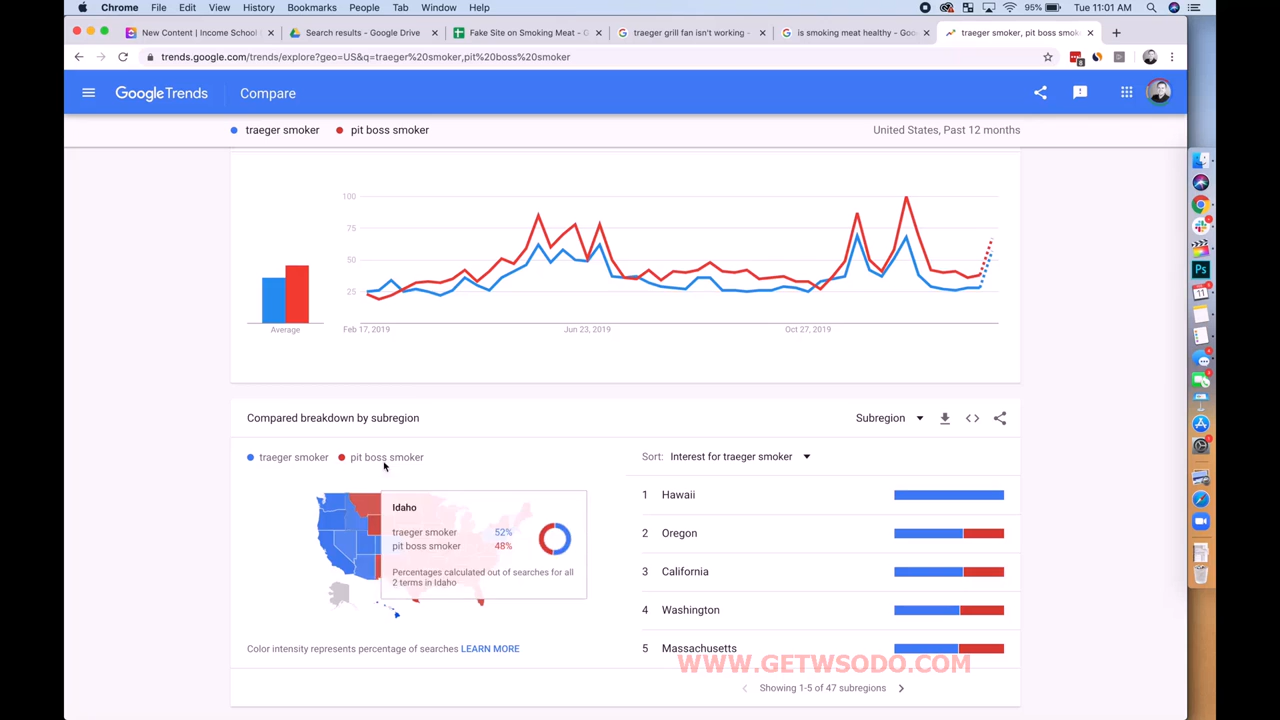 Chrome File Edit View History Bookmarks People Tab Window Help 95% Tue 11:01 AM
New Content | Income School Search results - Google Drive Fake Site on Smoking Meat - G traeger grill fan isn't working - is smoking meat healthy - Goo traeger smoker, pit boss smok
trends.google.com/trends/explore?geo=US&q=traeger%20smoker,pit%20boss%20smoker
Google Trends Compare
traeger smoker pit boss smoker United States, Past 12 months
100
75
50
25
Average Feb 17, 2019 Jun 23, 2019 Oct 27, 2019
Compared breakdown by subregion Subregion
traeger smoker pit boss smoker Sort: Interest for traeger smoker
1 Hawaii
Idaho
traeger smoker 52%
2 Oregon
pit boss smoker 48%
3 California
Percentages calculated out of searches for all
2 terms in Idaho
4 Washington
Color intensity represents percentage of searches LEARN MORE
5 Massachusetts
WWW.GETWSODO.COM
Showing 1-5 of 47 subregions